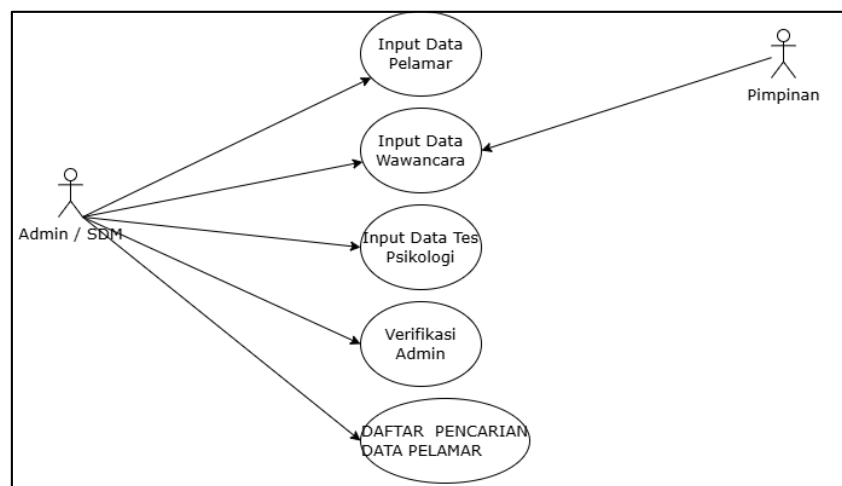 Input Data
Pelamar
Pimpinan
Input Data
Wawancara
Admin / SDM
Input Data Tes
Psikologi
Verifikasi
Admin
DAFTAR PENCARIAN
DATA PELAMAR